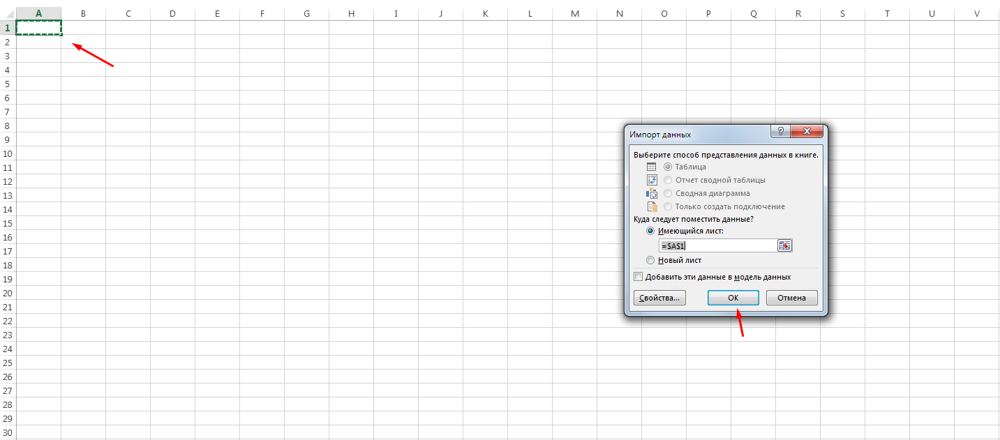 A B C D E F G H I J K L M N O P Q R S T U V
1
2
3
4
5
6
7
8
Импорт данных ?
9
Выберите способ представления данных в книге.
10
11
Таблица
12
Отчет сводной таблицы
13
Сводная диаграмма
14
Только создать подключение
15
Куда следует поместить данные?
16
Имеющийся лист:
17
=$A$1
18
Новый лист
19
Добавить эти данные в модель данных
20
21
Свойства... ОК Отмена
22
23
24
25
26
27
28
29
30